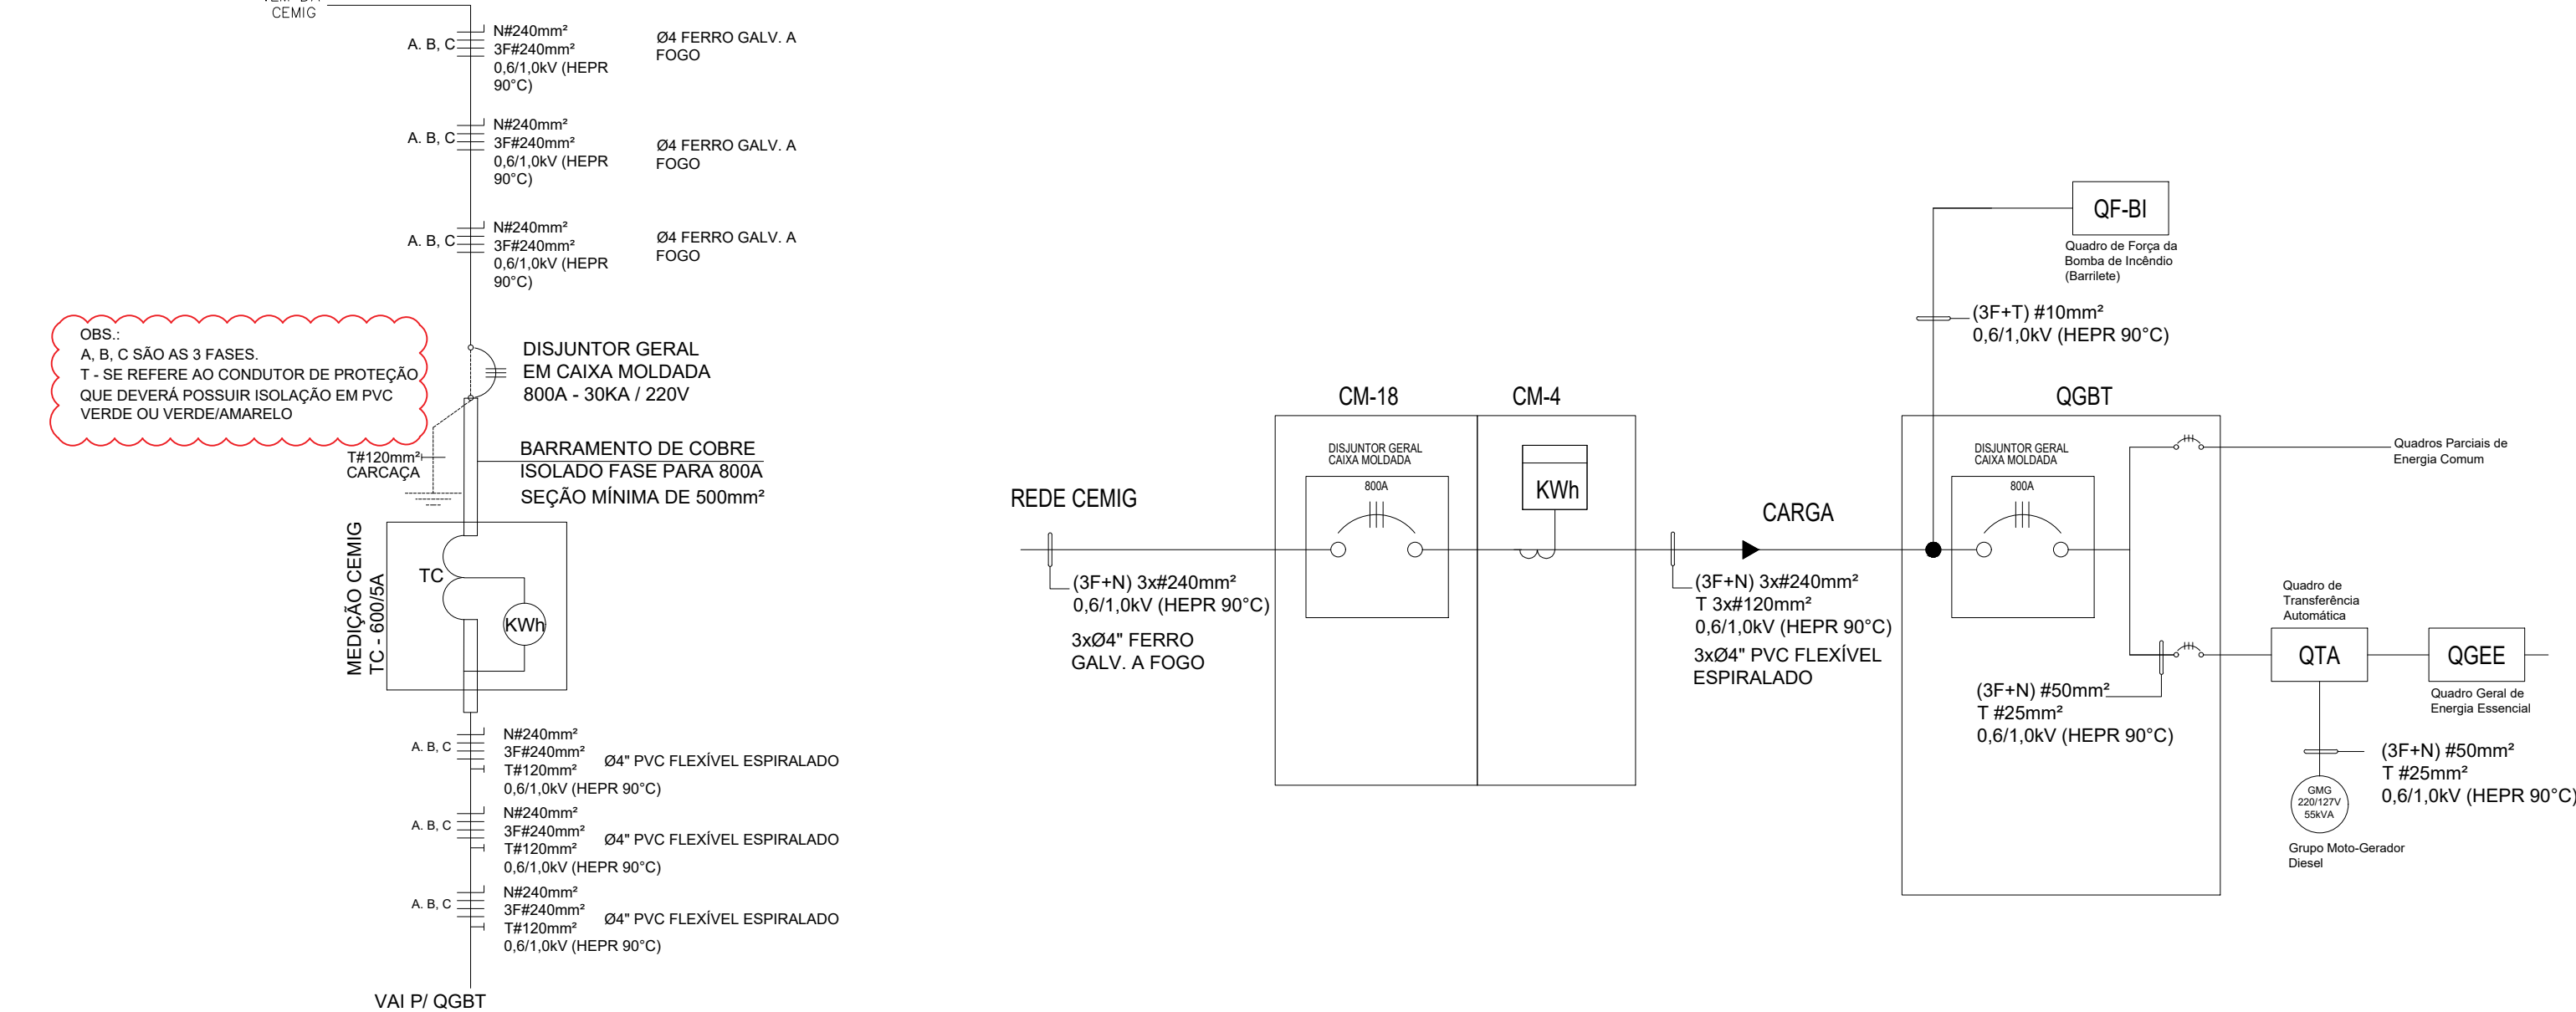 CEMIG
A. B, C
N#240mm²
3F#240mm²
0,6/1,0kV (HEPR
90°C)
Ø4 FERRO GALV. A
FOGO
A. B, C
N#240mm²
3F#240mm²
0,6/1,0kV (HEPR
90°C)
Ø4 FERRO GALV. A
FOGO
A. B, C
N#240mm²
3F#240mm²
0,6/1,0kV (HEPR
90°C)
Ø4 FERRO GALV. A
FOGO
OBS.:
A, B, C SÃO AS 3 FASES.
T - SE REFERE AO CONDUTOR DE PROTEÇÃO
QUE DEVERÁ POSSUIR ISOLAÇÃO EM PVC
VERDE OU VERDE/AMARELO
DISJUNTOR GERAL
EM CAIXA MOLDADA
800A - 30KA / 220V
T#120mm²
CARCAÇA
BARRAMENTO DE COBRE
ISOLADO FASE PARA 800A
SEÇÃO MÍNIMA DE 500mm²
MEDIÇÃO CEMIG
TC - 600/5A
TC
KWh
A. B, C
N#240mm²
3F#240mm²
T#120mm²
0,6/1,0kV (HEPR 90°C)
Ø4" PVC FLEXÍVEL ESPIRALADO
A. B, C
N#240mm²
3F#240mm²
T#120mm²
0,6/1,0kV (HEPR 90°C)
Ø4" PVC FLEXÍVEL ESPIRALADO
A. B, C
N#240mm²
3F#240mm²
T#120mm²
0,6/1,0kV (HEPR 90°C)
Ø4" PVC FLEXÍVEL ESPIRALADO
VAI P/ QGBT
REDE CEMIG
(3F+N) 3x#240mm²
0,6/1,0kV (HEPR 90°C)
3xØ4" FERRO
GALV. A FOGO
CM-18
DISJUNTOR GERAL
CAIXA MOLDADA
800A
CM-4
KWh
CARGA
(3F+N) 3x#240mm²
T 3x#120mm²
0,6/1,0kV (HEPR 90°C)
3xØ4" PVC FLEXÍVEL
ESPIRALADO
QF-BI
Quadro de Força da
Bomba de Incêndio
(Barrilete)
(3F+T) #10mm²
0,6/1,0kV (HEPR 90°C)
QGBT
DISJUNTOR GERAL
CAIXA MOLDADA
800A
(3F+N) #50mm²
T #25mm²
0,6/1,0kV (HEPR 90°C)
Quadros Parciais de
Energia Comum
Quadro de
Transferência
Automática
QTA
QGEE
Quadro Geral de
Energia Essencial
(3F+N) #50mm²
T #25mm²
0,6/1,0kV (HEPR 90°C)
GMG
220/127V
55kVA
Grupo Moto-Gerador
Diesel